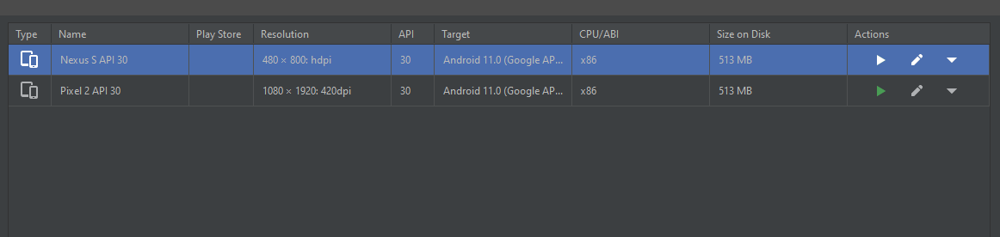 Type Name Play Store Resolution API Target CPU/ABI Size on Disk Actions
Nexus S API 30 480 × 800: hdpi 30 Android 11.0 (Google AP... x86 513 MB
Pixel 2 API 30 1080 × 1920: 420dpi 30 Android 11.0 (Google AP... x86 513 MB